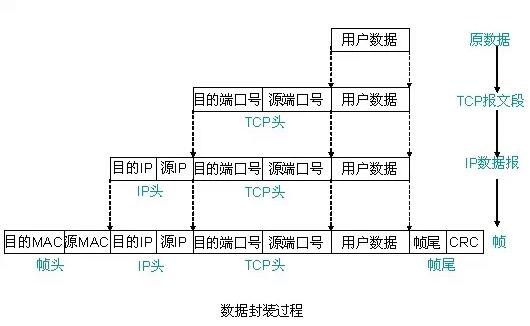 用户数据 原数据
目的端口号 源端口号 用户数据 TCP报文段
TCP头
目的IP 源IP 目的端口号 源端口号 用户数据 IP数据报
IP头 TCP头
目的MAC 源MAC 目的IP 源IP 目的端口号 源端口号 用户数据 帧尾 CRC 帧
帧头 IP头 TCP头 帧尾
数据封装过程